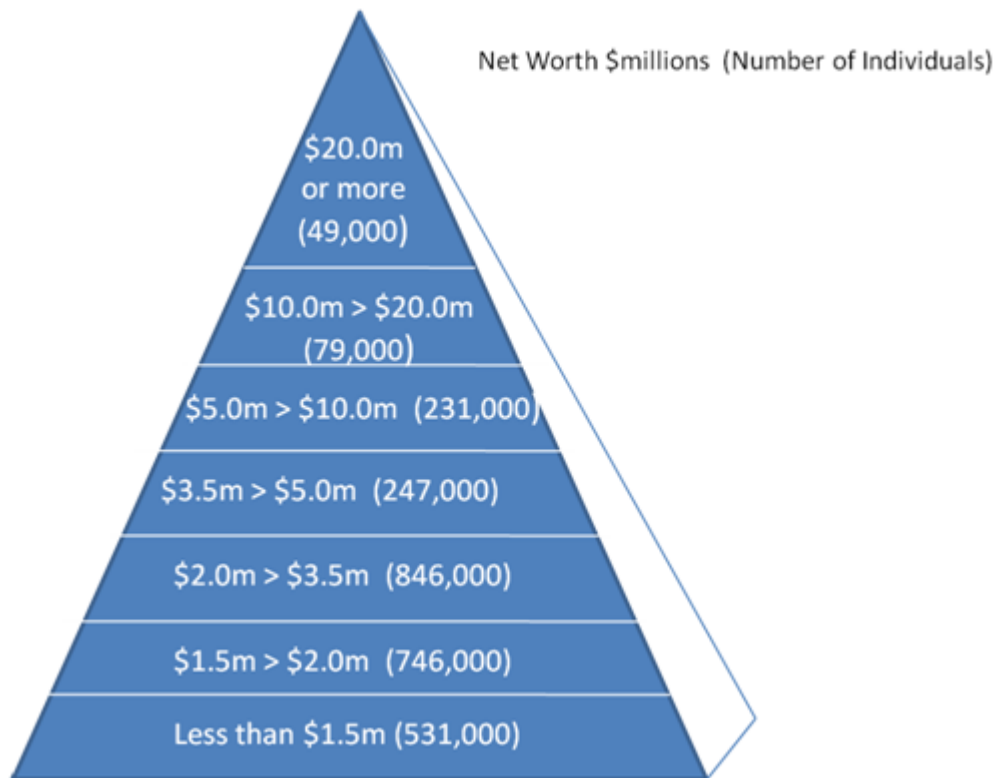 Net Worth $millions (Number of Individuals)
$20.0m
or more
(49,000)
$10.0m > $20.0m
(79,000)
$5.0m > $10.0m (231,000)
$3.5m > $5.0m (247,000)
$2.0m > $3.5m (846,000)
$1.5m > $2.0m (746,000)
Less than $1.5m (531,000)